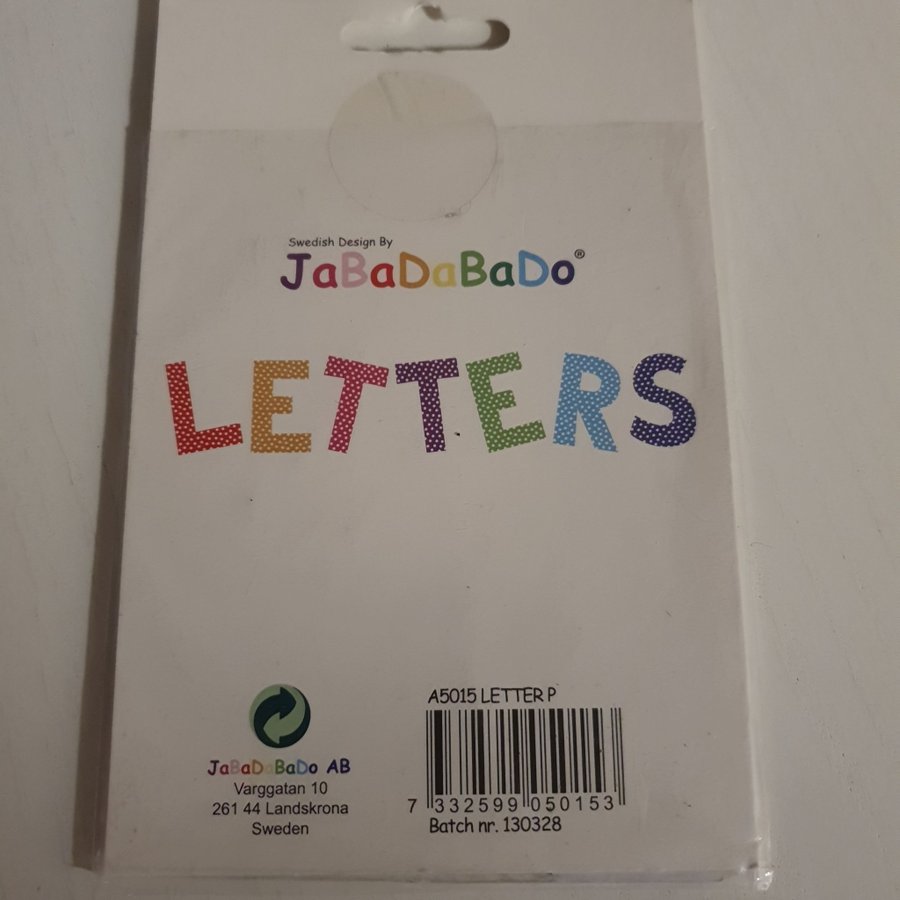 Swedish Design By
JaBaDaBaDo®
LETTERS
A5015 LETTER P
7 332599 050153
Batch nr. 130328
JaBaDaBaDo AB
Varggatan 10
261 44 Landskrona
Sweden